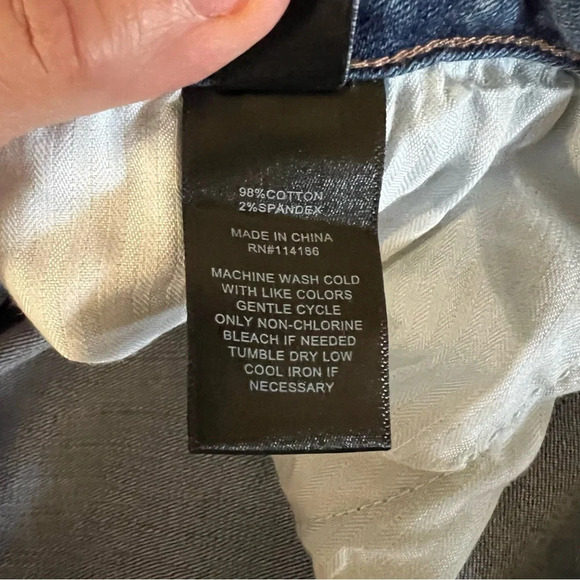 98%COTTON
2%SPANDEX
MADE IN CHINA
RN#114186
MACHINE WASH COLD
WITH LIKE COLORS
GENTLE CYCLE
ONLY NON-CHLORINE
BLEACH IF NEEDED
TUMBLE DRY LOW
COOL IRON IF
NECESSARY